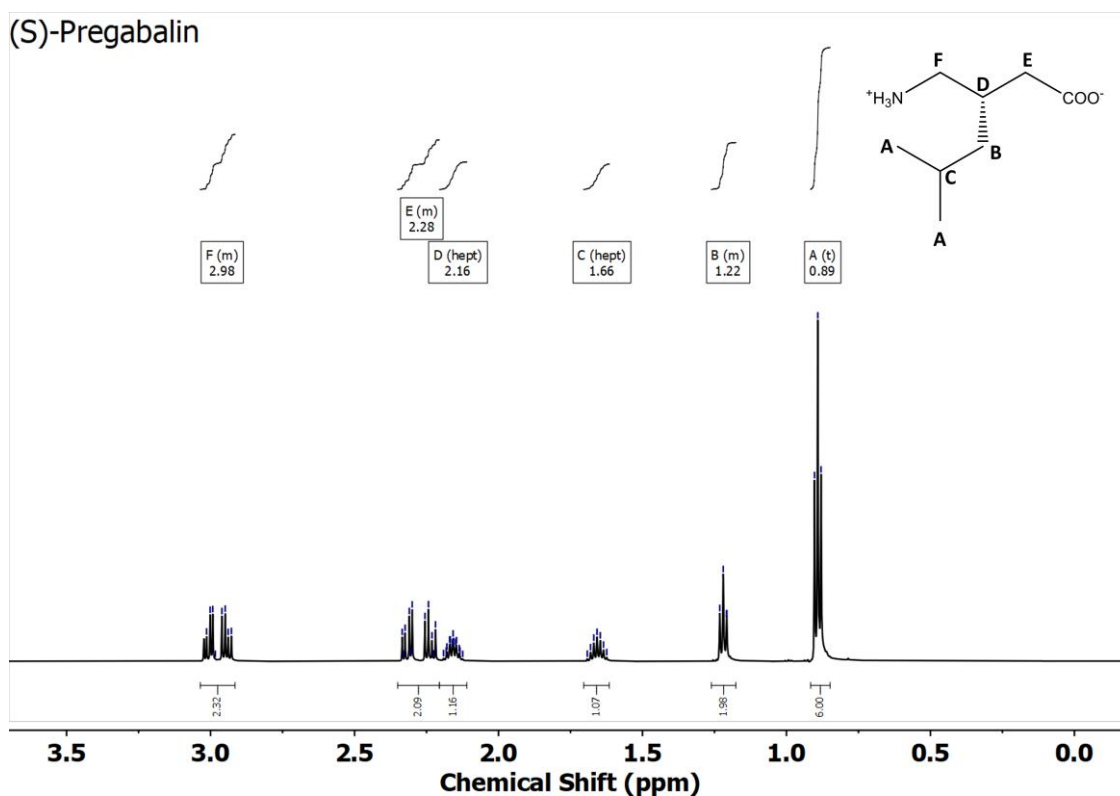 (S)-Pregabalin
F
E
D
⁺H₃N
COO⁻
A
B
C
A
E (m)
2.28
F (m)
2.98
D (hept)
2.16
C (hept)
1.66
B (m)
1.22
A (t)
0.89
2.32
2.09
1.16
1.07
1.98
6.00
3.5 3.0 2.5 2.0 1.5 1.0 0.5 0.0
Chemical Shift (ppm)